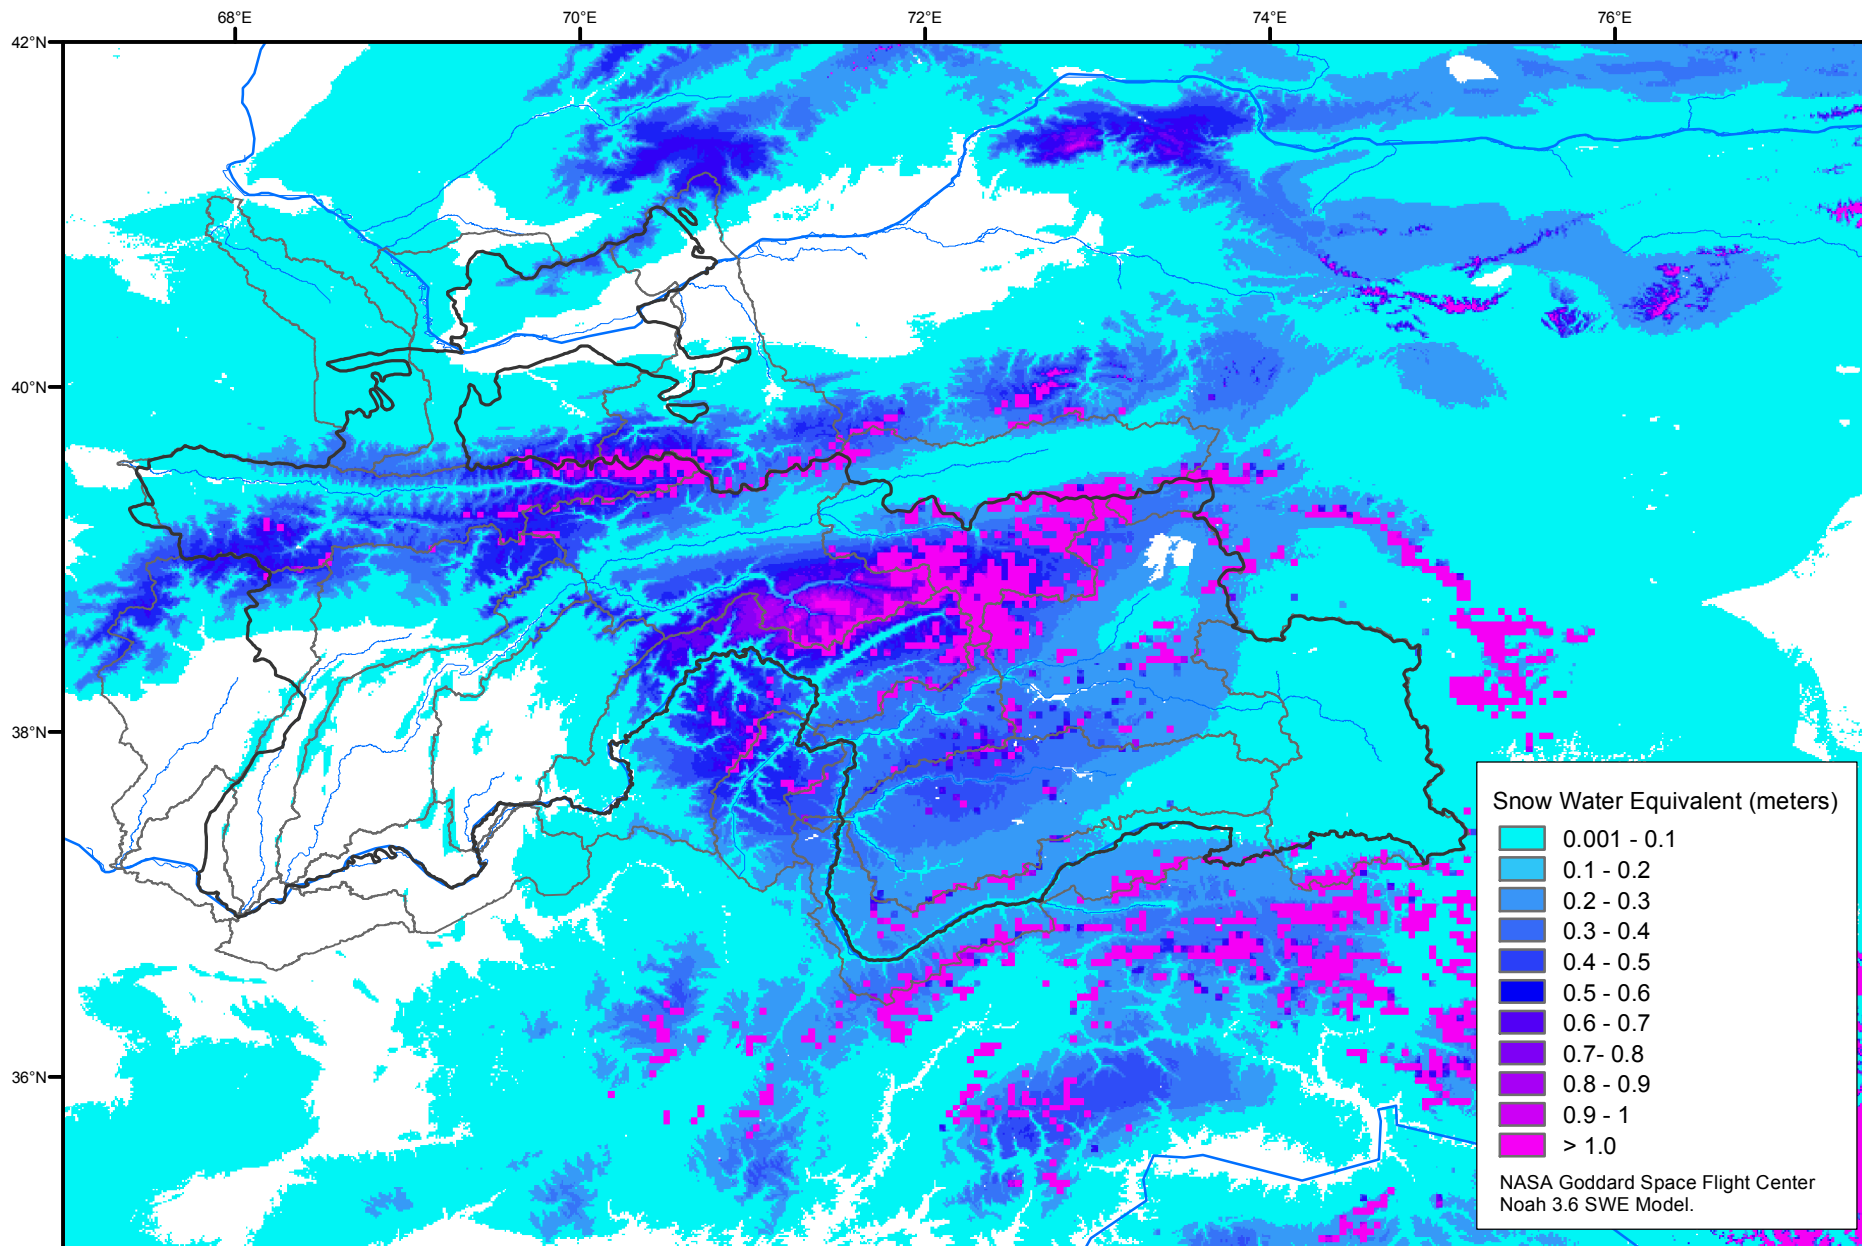 68°E 70°E 72°E 74°E 76°E
42°N
40°N
38°N
36°N
Snow Water Equivalent (meters)
0.001 - 0.1
0.1 - 0.2
0.2 - 0.3
0.3 - 0.4
0.4 - 0.5
0.5 - 0.6
0.6 - 0.7
0.7- 0.8
0.8 - 0.9
0.9 - 1
> 1.0
NASA Goddard Space Flight Center
Noah 3.6 SWE Model.